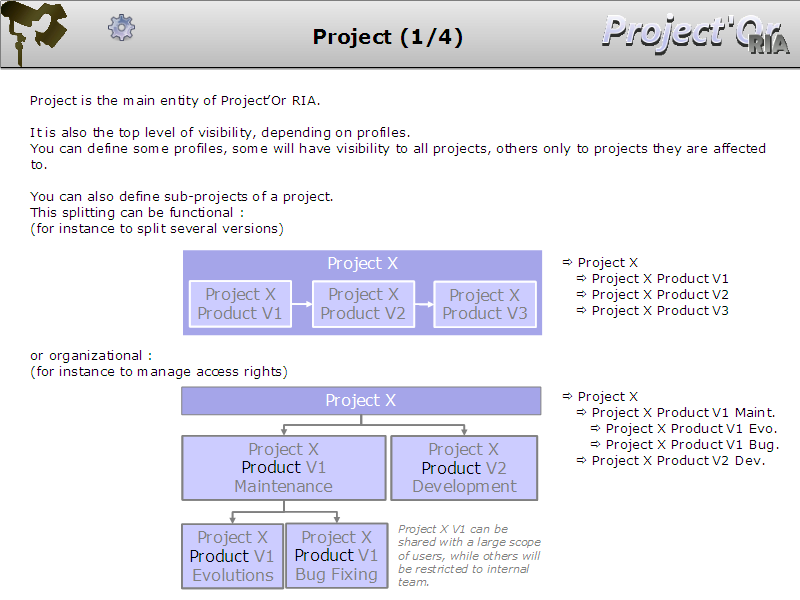 Project (1/4)
Project'Or
RIA
Project is the main entity of Project'Or RIA.
It is also the top level of visibility, depending on profiles.
You can define some profiles, some will have visibility to all projects, others only to projects they are affected
to.
You can also define sub-projects of a project.
This splitting can be functional :
(for instance to split several versions)
Project X
Project X
Product V1
Project X
Product V2
Project X
Product V3
⇨ Project X
⇨ Project X Product V1
⇨ Project X Product V2
⇨ Project X Product V3
or organizational :
(for instance to manage access rights)
Project X
Project X
Product V1
Maintenance
Project X
Product V2
Development
Project X
Product V1
Evolutions
Project X
Product V1
Bug Fixing
Project X V1 can be
shared with a large scope
of users, while others will
be restricted to internal
team.
⇨ Project X
⇨ Project X Product V1 Maint.
⇨ Project X Product V1 Evo.
⇨ Project X Product V1 Bug.
⇨ Project X Product V2 Dev.